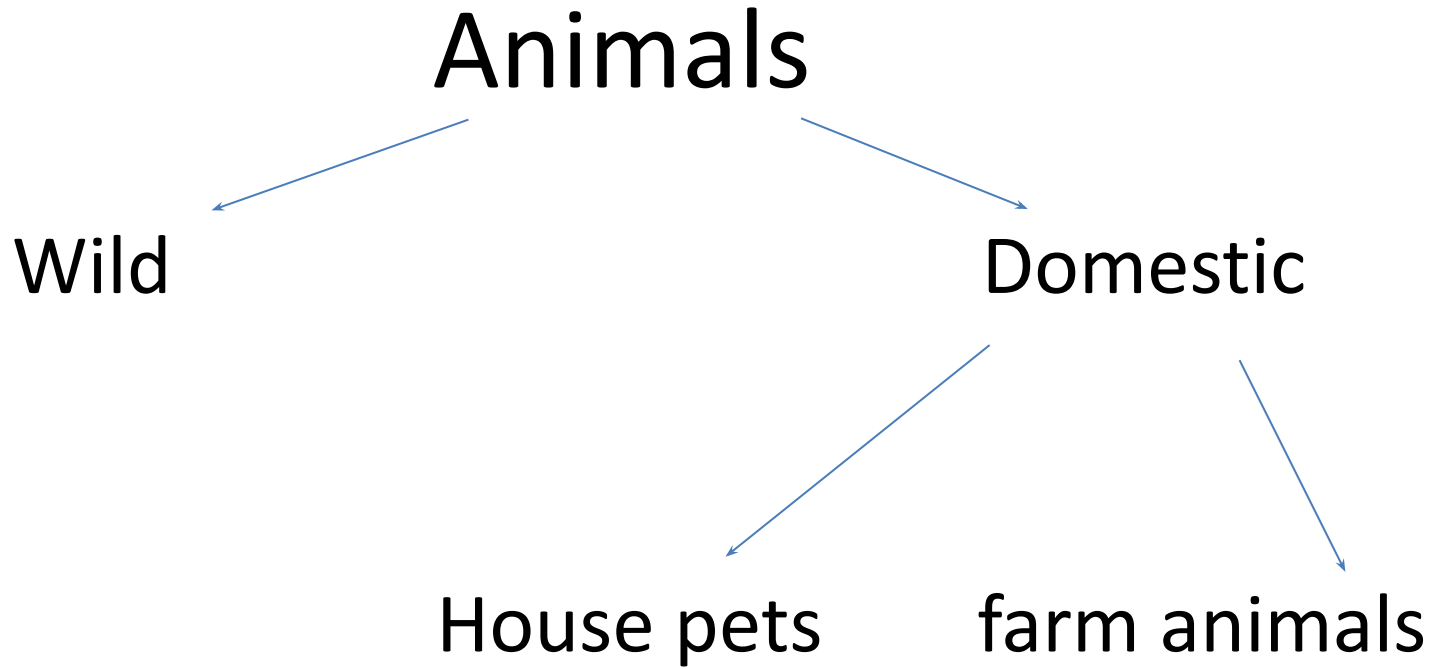 Animals
Wild
Domestic
House pets
farm animals